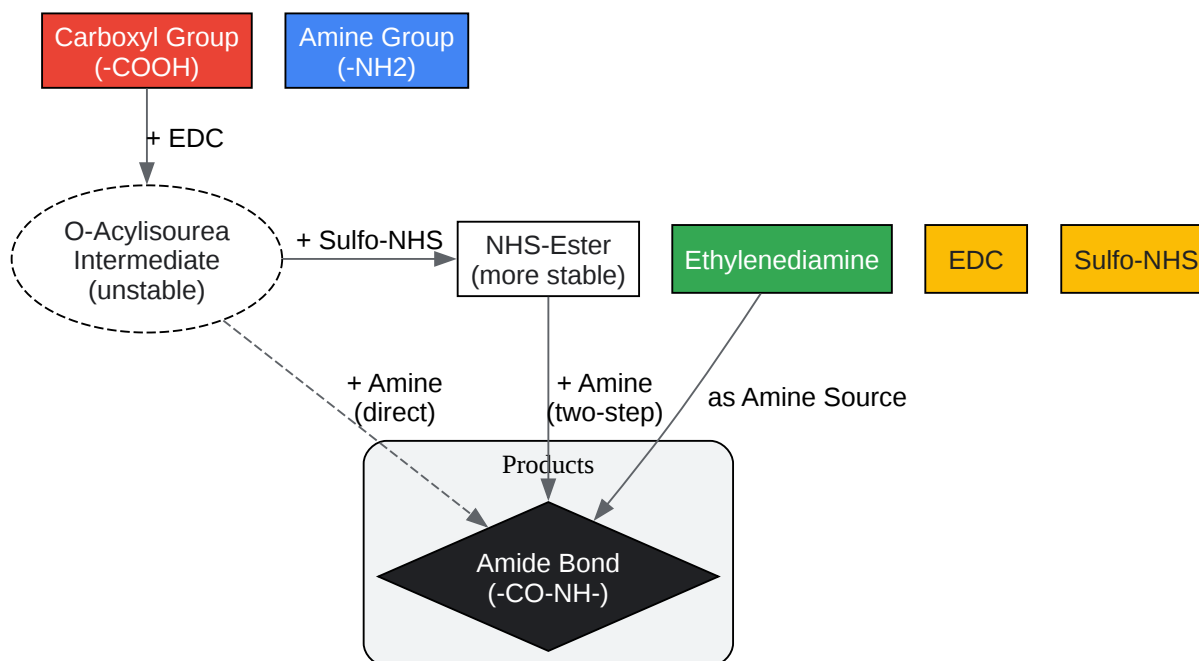 Carboxyl Group
(-COOH)
Amine Group
(-NH2)
+ EDC
O-Acylisourea
Intermediate
(unstable)
+ Sulfo-NHS
NHS-Ester
(more stable)
Ethylenediamine
EDC
Sulfo-NHS
+ Amine
(direct)
+ Amine
(two-step)
as Amine Source
Products
Amide Bond
(-CO-NH-)